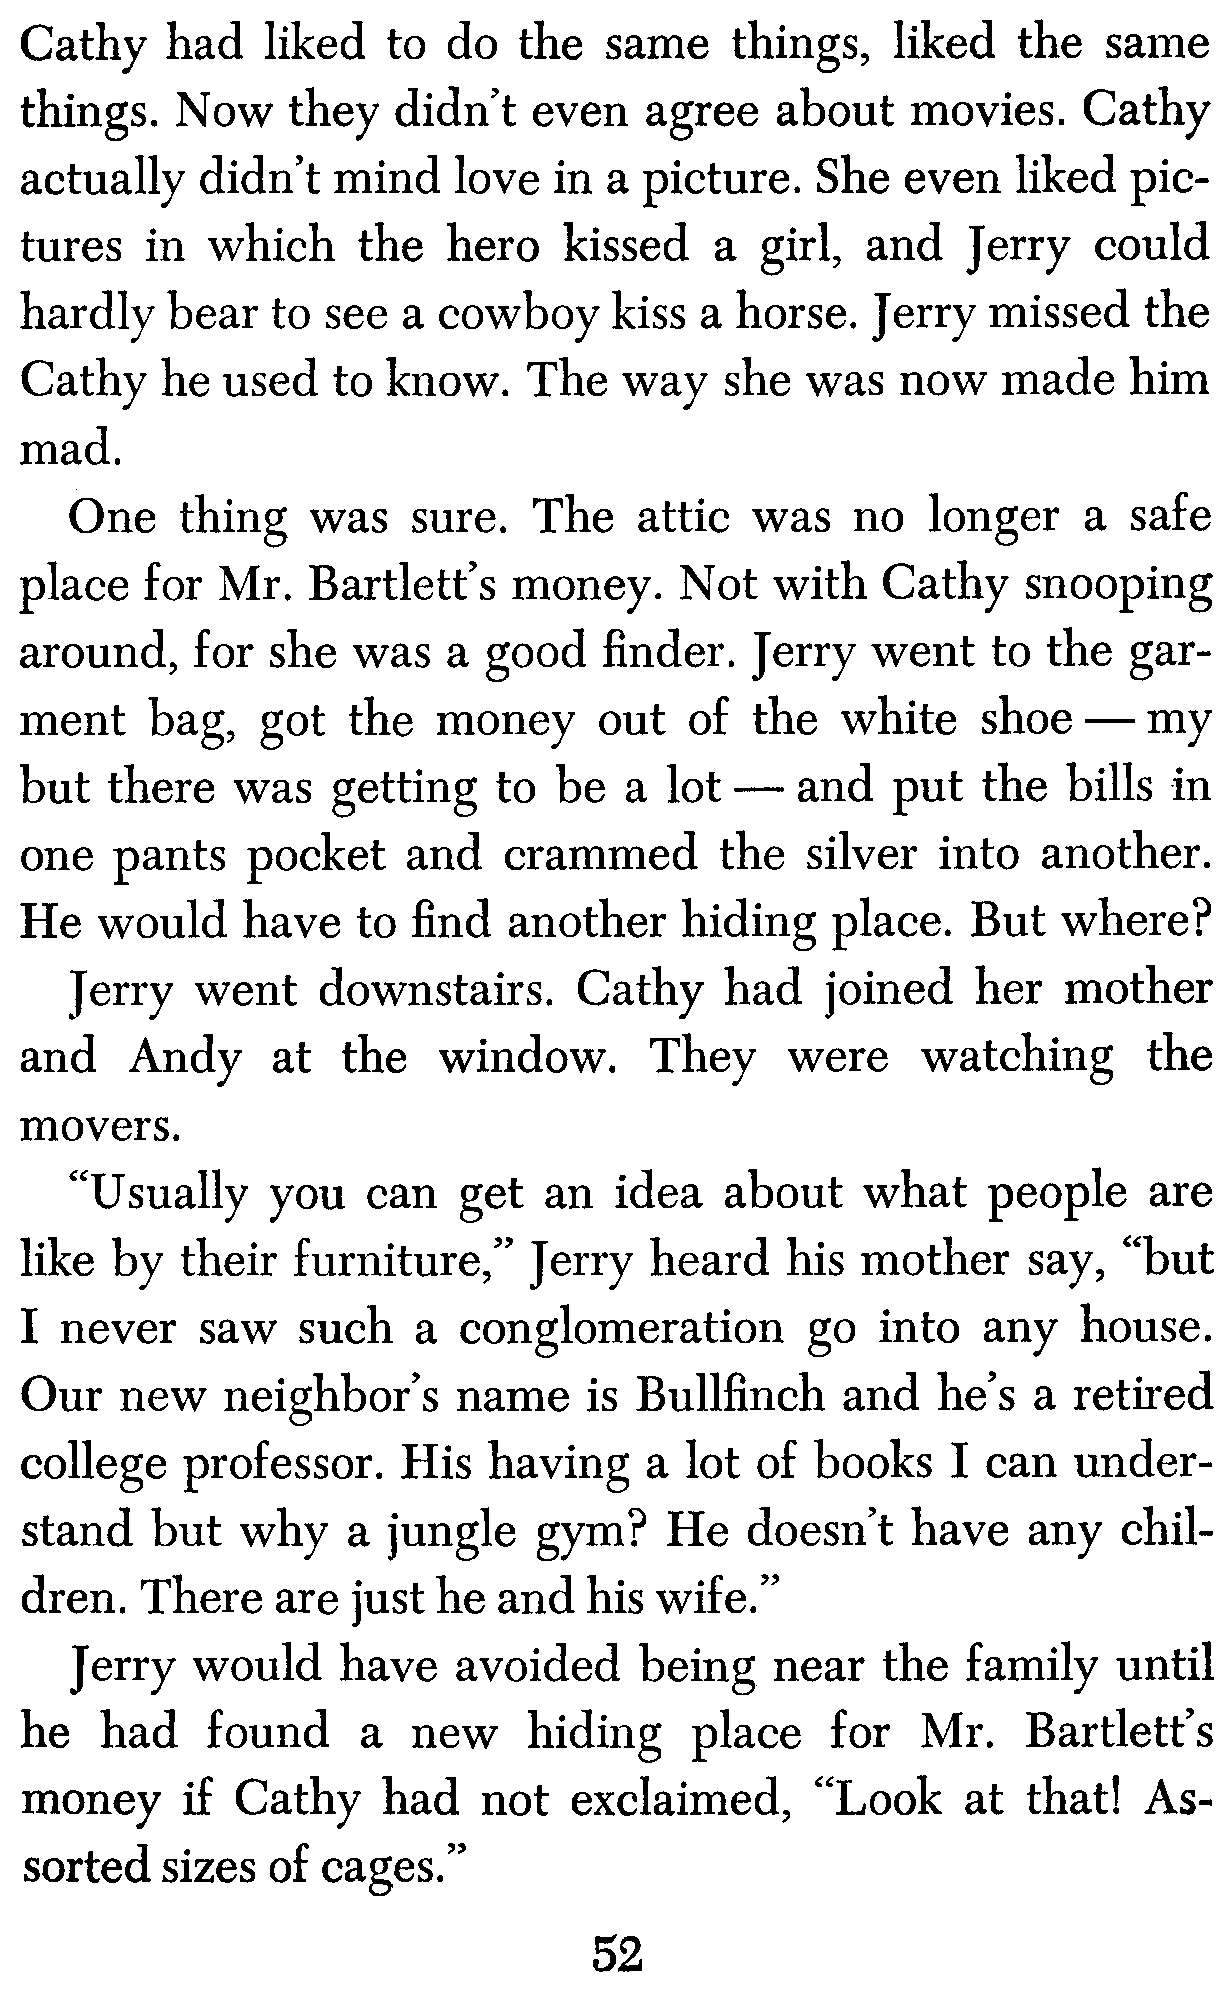 Cathy had liked to do the same things, liked the same
things. Now they didn't even agree about movies. Cathy
actually didn't mind love in a picture. She even liked pic-
tures in which the hero kissed a girl, and Jerry could
hardly bear to see a cowboy kiss a horse. Jerry missed the
Cathy he used to know. The way she was now made him
mad.
One thing was sure. The attic was no longer a safe
place for Mr. Bartlett's money. Not with Cathy snooping
around, for she was a good finder. Jerry went to the gar-
ment bag, got the money out of the white shoe — my
but there was getting to be a lot — and put the bills in
one pants pocket and crammed the silver into another.
He would have to find another hiding place. But where?
Jerry went downstairs. Cathy had joined her mother
and Andy at the window. They were watching the
movers.
“Usually you can get an idea about what people are
like by their furniture,” Jerry heard his mother say, “but
I never saw such a conglomeration go into any house.
Our new neighbor's name is Bullfinch and he's a retired
college professor. His having a lot of books I can under-
stand but why a jungle gym? He doesn't have any chil-
dren. There are just he and his wife.”
Jerry would have avoided being near the family until
he had found a new hiding place for Mr. Bartlett's
money if Cathy had not exclaimed, “Look at that! As-
sorted sizes of cages.”
52